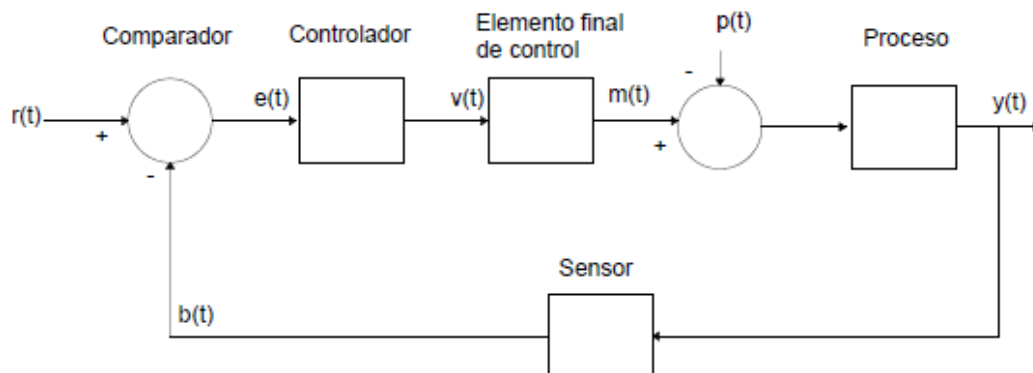 Comparador
Controlador
Elemento final
de control
p(t)
Proceso
r(t)
+
-
e(t)
v(t)
m(t)
+
-
y(t)
Sensor
b(t)